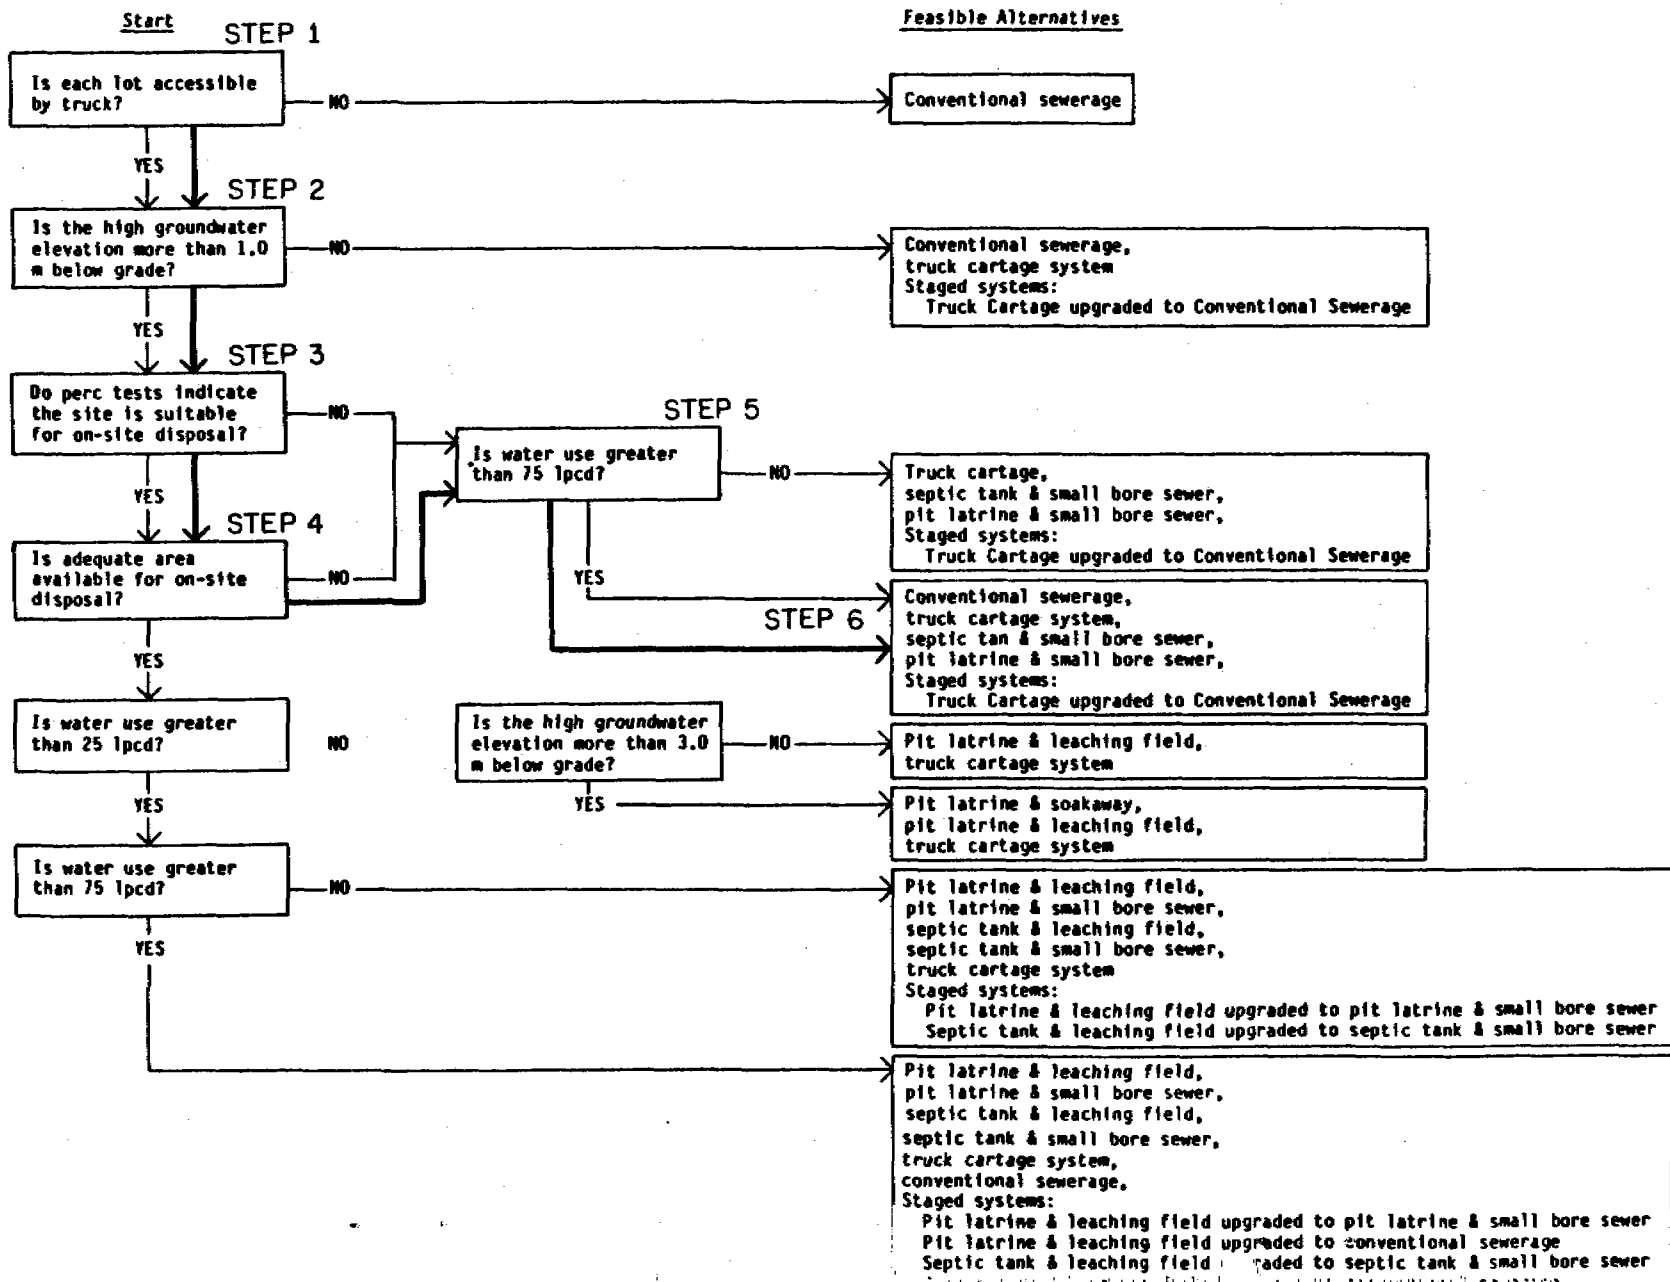 Start
Feasible Alternatives
STEP 1
Is each lot accessible
by truck?
NO
Conventional sewerage
YES
STEP 2
Is the high groundwater
elevation more than 1.0
m below grade?
NO
Conventional sewerage,
truck cartage system
Staged systems:
Truck Cartage upgraded to Conventional Sewerage
YES
STEP 3
Do perc tests indicate
the site is suitable
for on-site disposal?
NO
STEP 5
Is water use greater
than 75 lpcd?
NO
Truck cartage,
septic tank & small bore sewer,
pit latrine & small bore sewer,
Staged systems:
Truck Cartage upgraded to Conventional Sewerage
YES
STEP 4
Is adequate area
available for on-site
disposal?
NO
YES
STEP 6
Conventional sewerage,
truck cartage system,
septic tan & small bore sewer,
pit latrine & small bore sewer,
Staged systems:
Truck Cartage upgraded to Conventional Sewerage
YES
Is water use greater
than 25 lpcd?
NO
Is the high groundwater
elevation more than 3.0
m below grade?
NO
Pit latrine & leaching field,
truck cartage system
YES
YES
Pit latrine & soakaway,
pit latrine & leaching field,
truck cartage system
Is water use greater
than 75 lpcd?
NO
Pit latrine & leaching field,
pit latrine & small bore sewer,
septic tank & leaching field,
septic tank & small bore sewer,
truck cartage system
Staged systems:
Pit latrine & leaching field upgraded to pit latrine & small bore sewer
Septic tank & leaching field upgraded to septic tank & small bore sewer
YES
Pit latrine & leaching field,
pit latrine & small bore sewer,
septic tank & leaching field,
septic tank & small bore sewer,
truck cartage system,
conventional sewerage,
Staged systems:
Pit latrine & leaching field upgraded to pit latrine & small bore sewer
Pit latrine & leaching field upgraded to conventional sewerage
Septic tank & leaching field raded to septic tank & small bore sewer